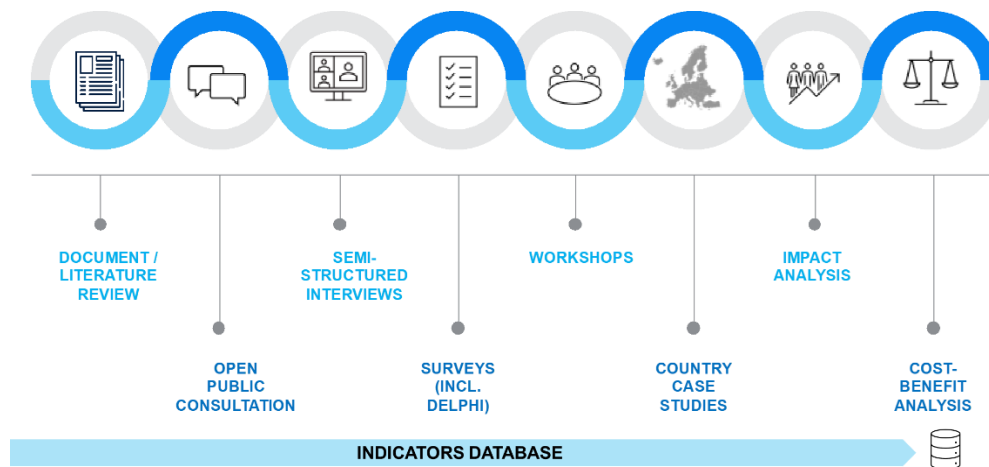 DOCUMENT /
LITERATURE
REVIEW
OPEN
PUBLIC
CONSULTATION
SEMI-
STRUCTURED
INTERVIEWS
SURVEYS
(INCL.
DELPHI)
WORKSHOPS
COUNTRY
CASE
STUDIES
IMPACT
ANALYSIS
COST-
BENEFIT
ANALYSIS
INDICATORS DATABASE